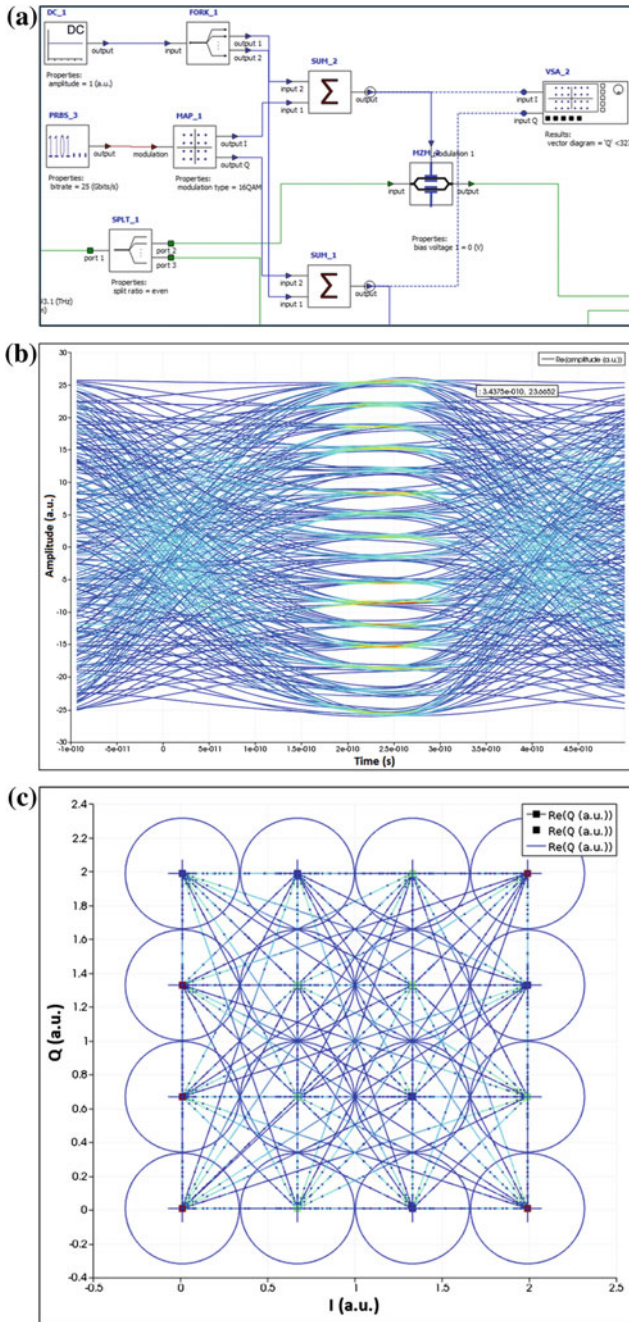 (a)
DC_1
DC
output
Properties:
amplitude = 1 (a.u.)
FORK_1
input
output 1
output 2
SUM_2
input 2
input 1
Σ
output
VSA_2
input I
input Q
Results:
vector diagram = 'Q' <32
PRBS_3
output
Properties:
bitrate = 25 (Gbits/s)
MAP_1
modulation
output I
output Q
Properties:
modulation type = 16QAM
modulation 1
input
output
Properties:
bias voltage 1 = 0 (V)
SPLT_1
port 1
port 2
port 3
Properties:
split ratio = even
SUM_1
input 2
input 1
Σ
output
3.1 (THz)
(b)
Re(amplitude (a.u.))
: 3.4375e-010, 23.6652
30
25
20
15
10
5
0
-5
-10
-15
-20
-25
-30
Amplitude (a.u.)
-1e-010
-5e-011
0
5e-011
1e-010
1.5e-010
2e-010
2.5e-010
3e-010
3.5e-010
4e-010
4.5e-010
Time (s)
(c)
Re(Q (a.u.))
Re(Q (a.u.))
Re(Q (a.u.))
2.4
2.2
2
1.8
1.6
1.4
1.2
1
0.8
0.6
0.4
0.2
0
-0.2
-0.4
Q (a.u.)
-0.5
0
0.5
1
1.5
2
2.5
I (a.u.)